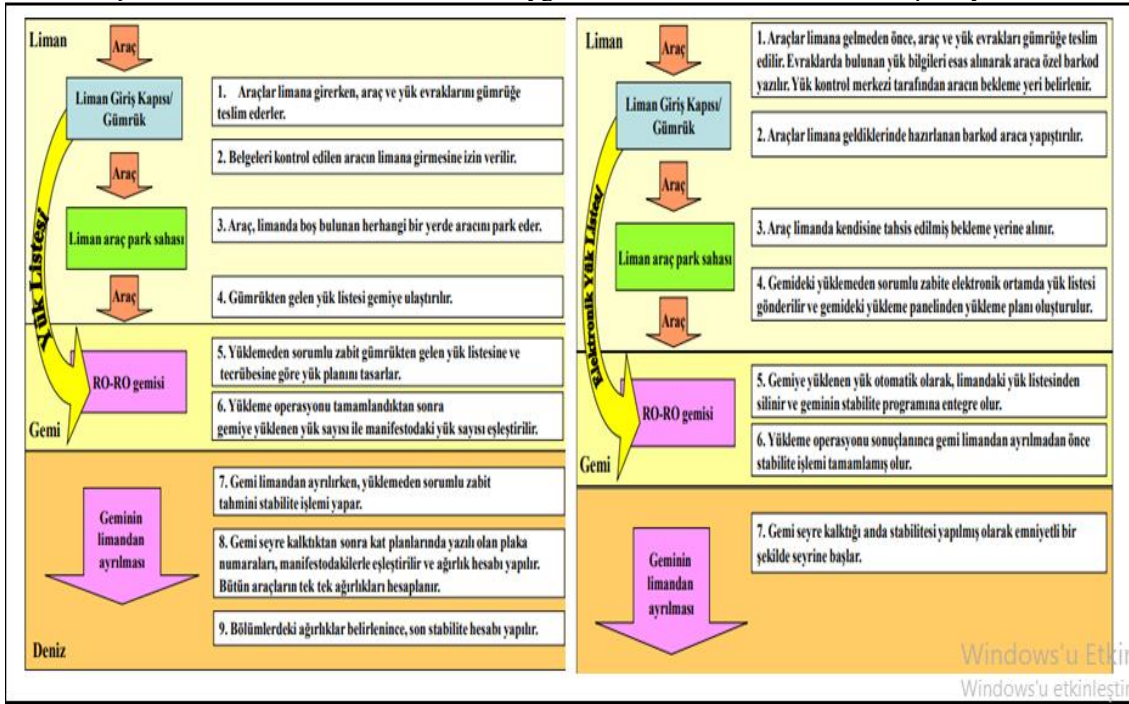 Liman
Araç
Liman Giriş Kapısı/
Gümrük
Araç
Liman araç park sahası
Araç
Yük Listesi
RO-RO gemisi
Gemi
Geminin
limandan
ayrılması
Deniz
1. Araçlar limana girerken, araç ve yük evraklarını gümrüğe
teslim ederler.
2. Belgeleri kontrol edilen aracın limana girmesine izin verilir.
3. Araç, limanda boş bulunan herhangi bir yerde aracını park eder.
4. Gümrükten gelen yük listesi gemiye ulaştırılır.
5. Yüklemeden sorumlu zabit gümrükten gelen yük listesine ve
tecrübesine göre yük planını tasarlar.
6. Yükleme operasyonu tamamlandıktan sonra
gemiye yüklenen yük sayısı ile manifestodaki yük sayısı eşleştirilir.
7. Gemi limandan ayrılırken, yüklemeden sorumlu zabit
tahmini stabilite işlemi yapar.
8. Gemi seyre kalktıktan sonra kat planlarında yazılı olan plaka
numaraları, manifestodakilerle eşleştirilir ve ağırlık hesabı yapılır.
Bütün araçların tek tek ağırlıkları hesaplanır.
9. Bölümlerdeki ağırlıklar belirlenince, son stabilite hesabı yapılır.
Liman
Araç
Liman Giriş Kapısı/
Gümrük
Araç
Liman araç park sahası
Araç
Elektronik Yük Listesi
RO-RO gemisi
Gemi
Geminin
limandan
ayrılması
1. Araçlar limana gelmeden önce, araç ve yük evrakları gümrüğe teslim
edilir. Evraklarda bulunan yük bilgileri esas alınarak araca özel barkod
yazılır. Yük kontrol merkezi tarafından aracın bekleme yeri belirlenir.
2. Araçlar limana geldiklerinde hazırlanan barkod araca yapıştırılır.
3. Araç limanda kendisine tahsis edilmiş bekleme yerine alınır.
4. Gemideki yüklemeden sorumlu zabite elektronik ortamda yük listesi
gönderilir ve gemideki yükleme panelinden yükleme planı oluşturulur.
5. Gemiye yüklenen yük otomatik olarak, limandaki yük listesinden
silinir ve geminin stabilite programına entegre olur.
6. Yükleme operasyonu sonuçlanınca gemi limandan ayrılmadan önce
stabilite işlemi tamamlamış olur.
7. Gemi seyre kalktığı anda stabilitesi yapılmış olarak emniyetli bir
şekilde seyrine başlar.
Windows'u Etkin
Windows'u etkinleştir